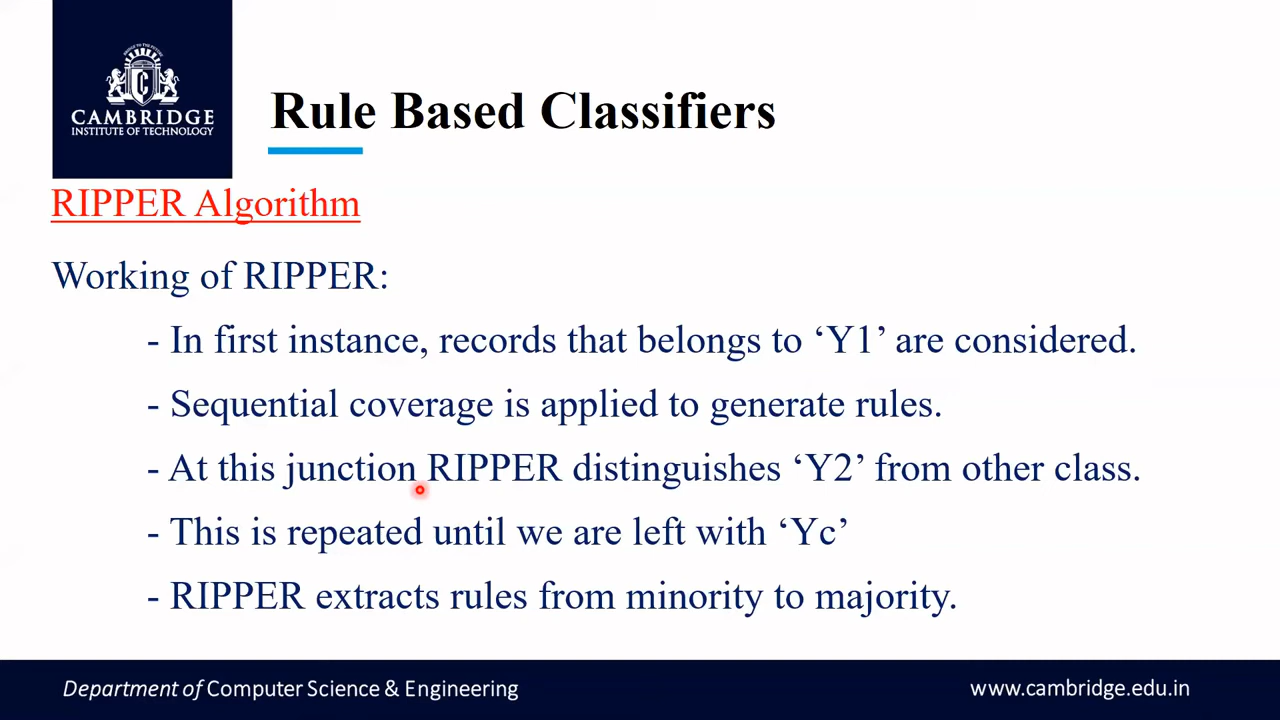 CAMBRIDGE
INSTITUTE OF TECHNOLOGY
Rule Based Classifiers
RIPPER Algorithm
Working of RIPPER:
- In first instance, records that belongs to ‘Y1’ are considered.
- Sequential coverage is applied to generate rules.
- At this junction RIPPER distinguishes ‘Y2’ from other class.
- This is repeated until we are left with ‘Yc’
- RIPPER extracts rules from minority to majority.
Department of Computer Science & Engineering
www.cambridge.edu.in